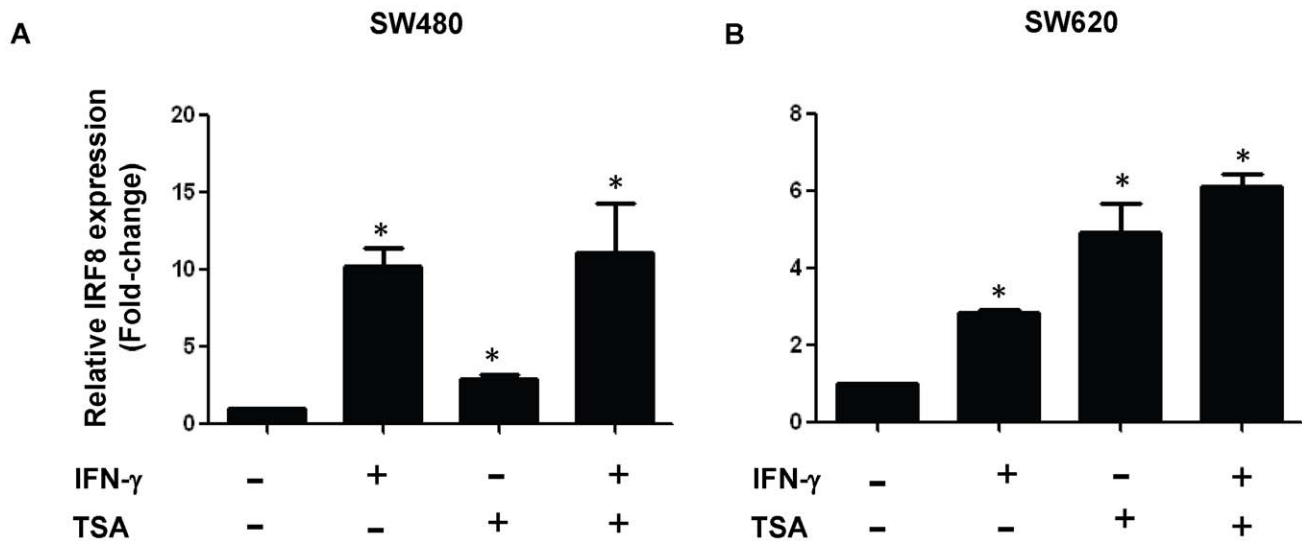 A
SW480
B
SW620
Relative IRF8 expression
(Fold-change)
20
15
10
5
0
*
*
*
8
6
4
2
0
*
*
*
IFN-γ - + - +
TSA - - + +
IFN-γ - + - +
TSA - - + +